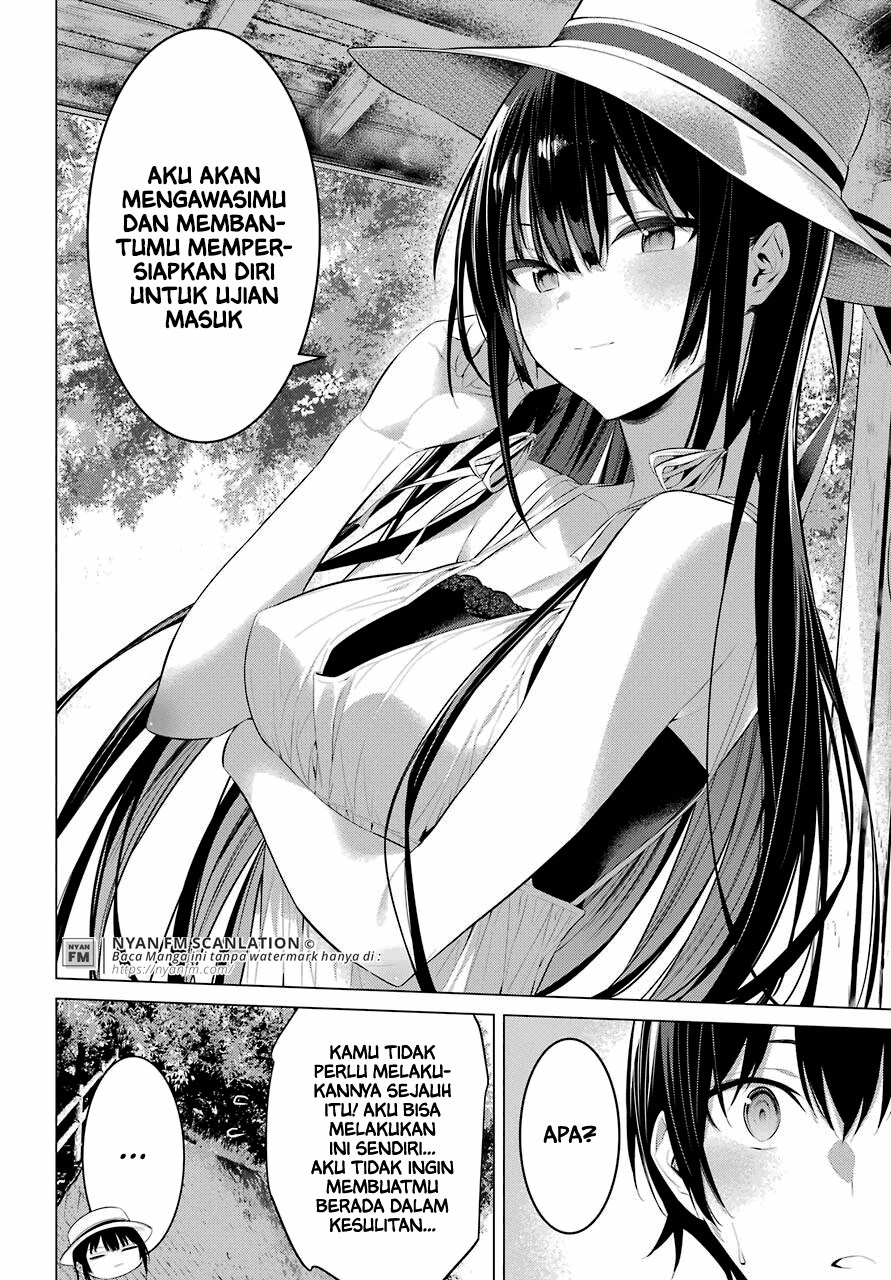 AKU AKAN
MENGAWASIMU
DAN MEMBAN-
TUMU MEMPER-
SIAPKAN DIRI
UNTUK UJIAN
MASUK
NYAN
FM
NYAN FM SCANLATION ©
Baca Manga ini tanpa watermark hanya di :
https://nyanfm.com/
APA?
KAMU TIDAK
PERLU MELAKU-
KANNYA SEJAUH
ITU! AKU BISA
MELAKUKAN
INI SENDIRI...
AKU TIDAK INGIN
MEMBUATMU
BERADA DALAM
KESULITAN...
...